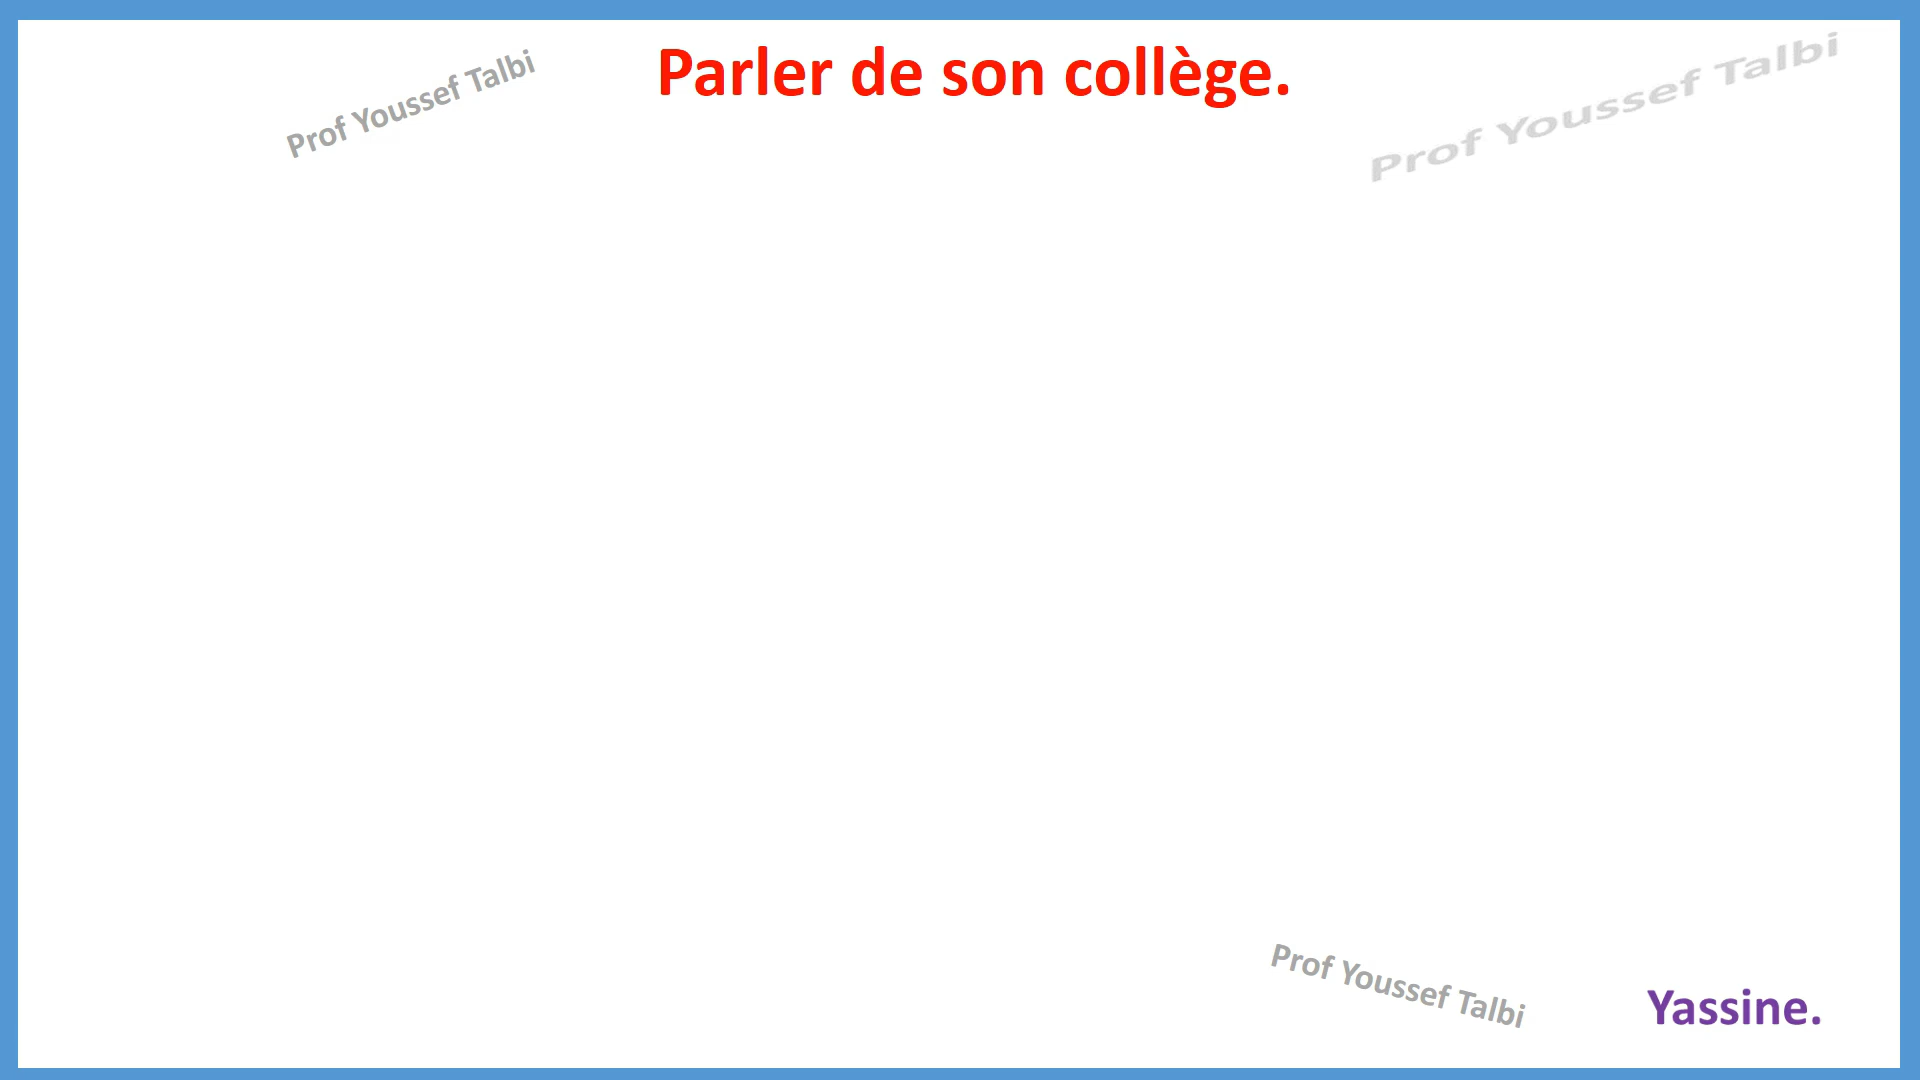 Parler de son collège.
Prof Youssef Talbi
Prof Youssef Talbi
Prof Youssef Talbi
Yassine.